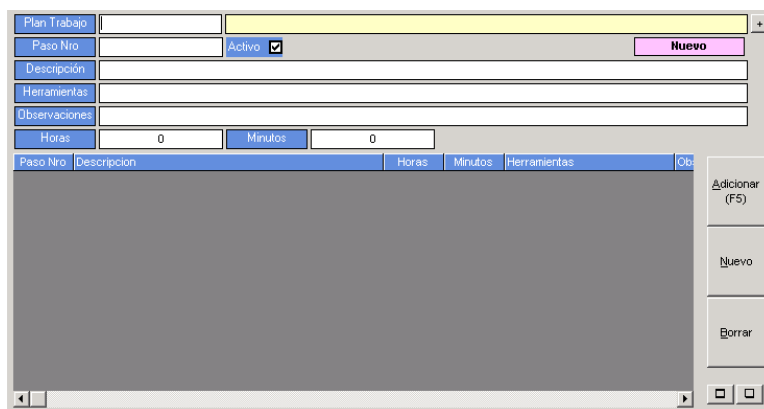 Plan Trabajo +
Paso Nro Activo Nuevo
Descripción
Herramientas
Observaciones
Horas 0 Minutos 0
Paso Nro Descripcion Horas Minutos Herramientas Obs
Adicionar
(F5)
Nuevo
Borrar